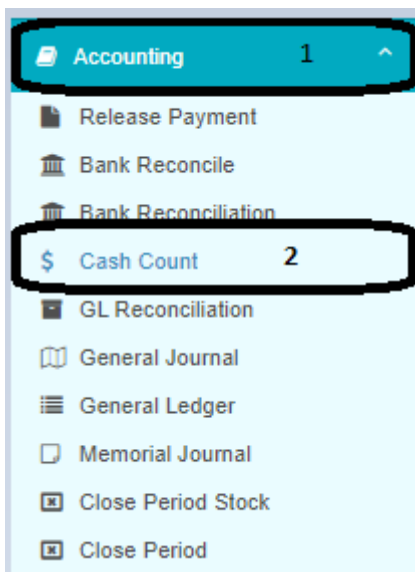 Accounting 1
Release Payment
Bank Reconcile
Bank Reconciliation
Cash Count 2
GL Reconciliation
General Journal
General Ledger
Memorial Journal
Close Period Stock
Close Period